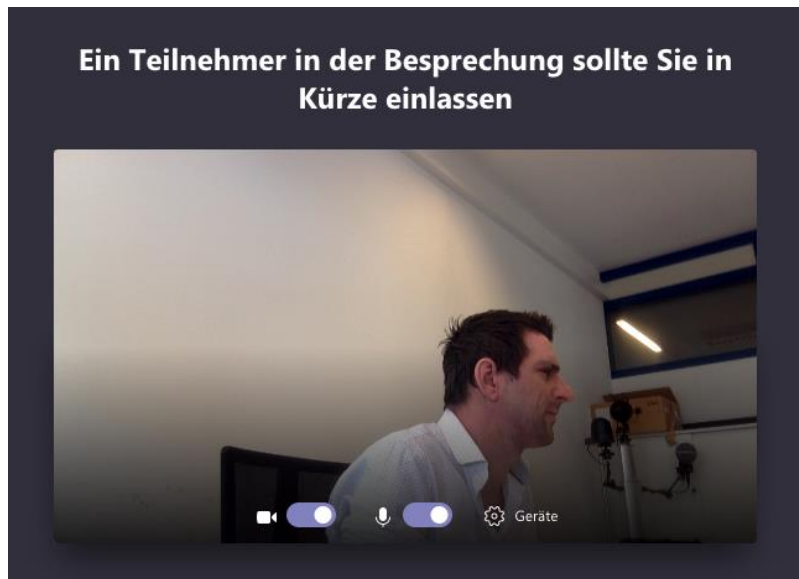 Ein Teilnehmer in der Besprechung sollte Sie in
Kürze einlassen
Geräte